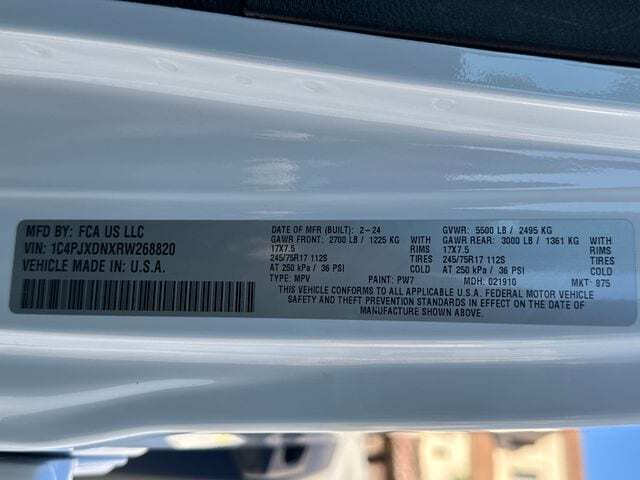 MFD BY: FCA US LLC
VIN: 1C4PJXDNXRW268820
VEHICLE MADE IN: U.S.A.
DATE OF MFR (BUILT): 2-24
GAWR FRONT: 2700 LB / 1225 KG WITH
17X7.5 RIMS
245/75R17 112S TIRES
AT 250 kPa / 36 PSI COLD
TYPE: MPV PAINT: PW7
GVWR: 5500 LB / 2495 KG
GAWR REAR: 3000 LB / 1361 KG WITH
17X7.5 RIMS
245/75R17 112S TIRES
AT 250 kPa / 36 PSI COLD
MDH: 021910 MKT: 875
THIS VEHICLE CONFORMS TO ALL APPLICABLE U.S.A. FEDERAL MOTOR VEHICLE
SAFETY AND THEFT PREVENTION STANDARDS IN EFFECT ON THE DATE OF
MANUFACTURE SHOWN ABOVE.